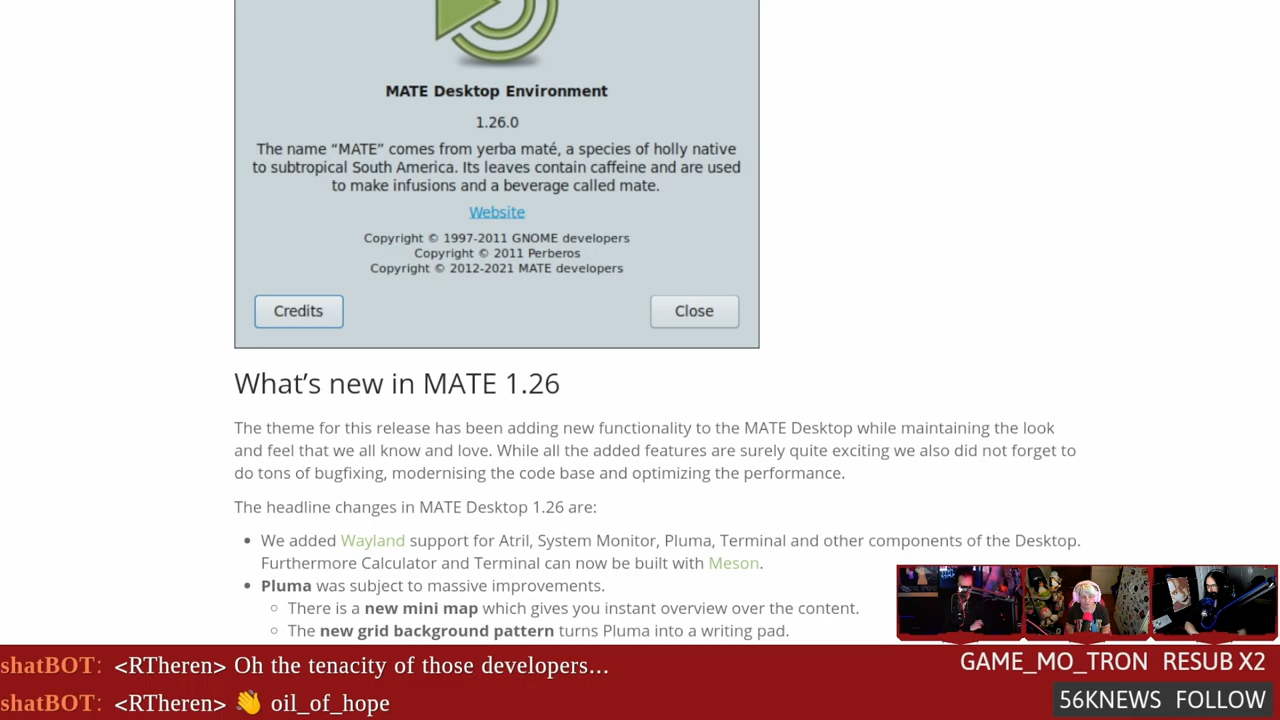 MATE Desktop Environment
1.26.0
The name “MATE” comes from yerba maté, a species of holly native
to subtropical South America. Its leaves contain caffeine and are used
to make infusions and a beverage called mate.
Website
Copyright © 1997-2011 GNOME developers
Copyright © 2011 Perberos
Copyright © 2012-2021 MATE developers
Credits
Close
What’s new in MATE 1.26
The theme for this release has been adding new functionality to the MATE Desktop while maintaining the look
and feel that we all know and love. While all the added features are surely quite exciting we also did not forget to
do tons of bugfixing, modernising the code base and optimizing the performance.
The headline changes in MATE Desktop 1.26 are:
• We added Wayland support for Atril, System Monitor, Pluma, Terminal and other components of the Desktop.
Furthermore Calculator and Terminal can now be built with Meson.
• Pluma was subject to massive improvements.
◦ There is a new mini map which gives you instant overview over the content.
◦ The new grid background pattern turns Pluma into a writing pad.
shatBOT: <RTheren> Oh the tenacity of those developers...
shatBOT: <RTheren> 👋 oil_of_hope
GAME_MO_TRON RESUB X2
56KNEWS FOLLOW